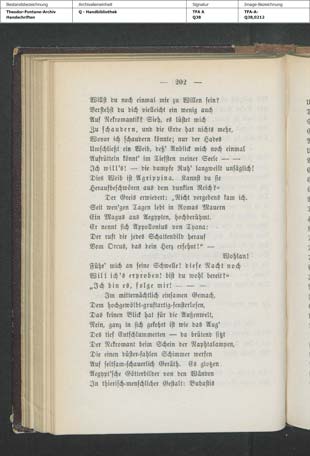 Bestandsbezeichnung
Archiveinheit
Signatur
Image-Bezeichnung
Theodor-Fontane-Archiv
Handschriften
Q - Handbibliothek
TFA A
Q38
TFA-A:
Q38,0212
— 202 —
Willst du noch einmal wie zu Willen sein?
Verstehst du dich vielleicht ein wenig auch
Auf Nekromantik? Sieh, es lüstet mich
Zu schaudern, und die Erde hat nichts mehr,
Wovor ich schaudern könnte; nur der Hades
Umschließt ein Weib, deß' Anblick mich noch einmal
Aufrütteln könnt' im Tiefsten meiner Seele — —
Ich will's! — die dumpfe Ruh' langweilt unsäglich!
Dieß Weib ist Agrippina. Kannst du sie
Heraufbeschwören aus dem dunklen Reich?«
Der Greis erwiedert: „Nicht vergebens kam ich.
Seit wen'gen Tagen lebt in Romas Mauern
Ein Magus aus Aegypten, hochberühmt.
Er nennt sich Appollonius von Tyana:
Der ruft dir jedes Schattenbild herauf
Vom Orcus, das dein Herz ersehnt!“ —
Wohlan!
Führ' mich an seine Schwelle! diese Nacht noch
Will ich's erproben! bist du wohl bereit?«
„Ich bin es, folge mir! — — —
Im mitternächtlich einsamen Gemach,
Dem hochgewölbt-gruftartig-fensterlosen,
Das keinen Blick hat für die Außenwelt,
Nein, ganz in sich gekehrt ist wie das Aug'
Des tief Entschlummerten — da brütend sitzt
Der Nekromant beim Schein der Naphtalampen,
Die einen düster-fahlen Schimmer werfen
Auf seltsam-schauerlich Geräth. Es glotzen
Aegypt'sche Götterbilder von den Wänden
In thierisch-menschlicher Gestalt: Bubastis